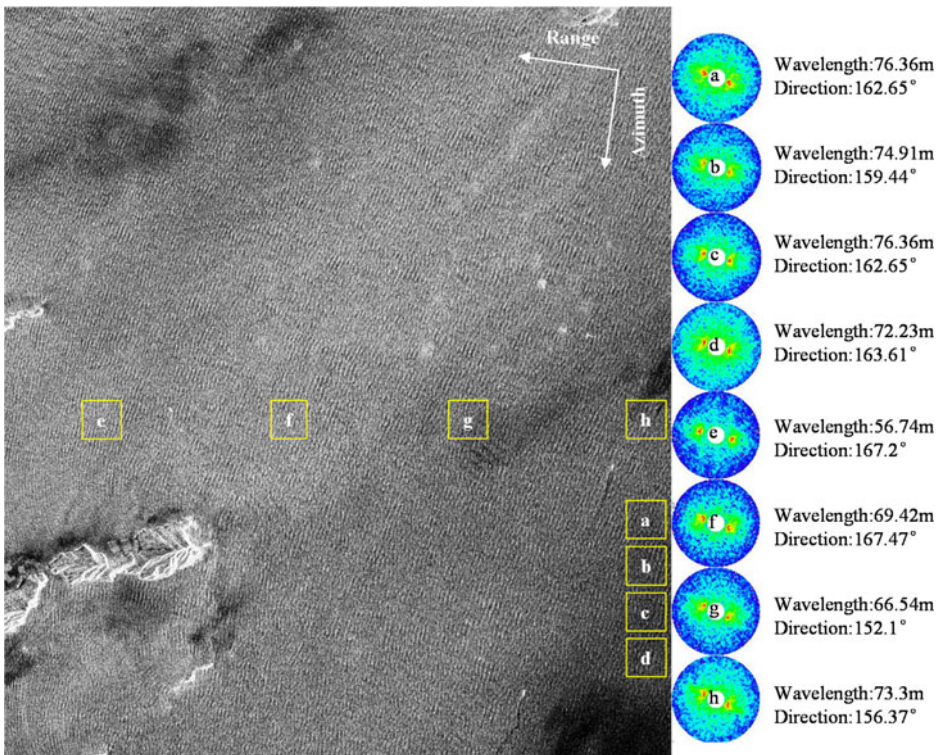 Range
Azimuth
e
f
g
h
a
b
c
d
a
Wavelength:76.36m
Direction:162.65°
b
Wavelength:74.91m
Direction:159.44°
c
Wavelength:76.36m
Direction:162.65°
d
Wavelength:72.23m
Direction:163.61°
e
Wavelength:56.74m
Direction:167.2°
f
Wavelength:69.42m
Direction:167.47°
g
Wavelength:66.54m
Direction:152.1°
h
Wavelength:73.3m
Direction:156.37°